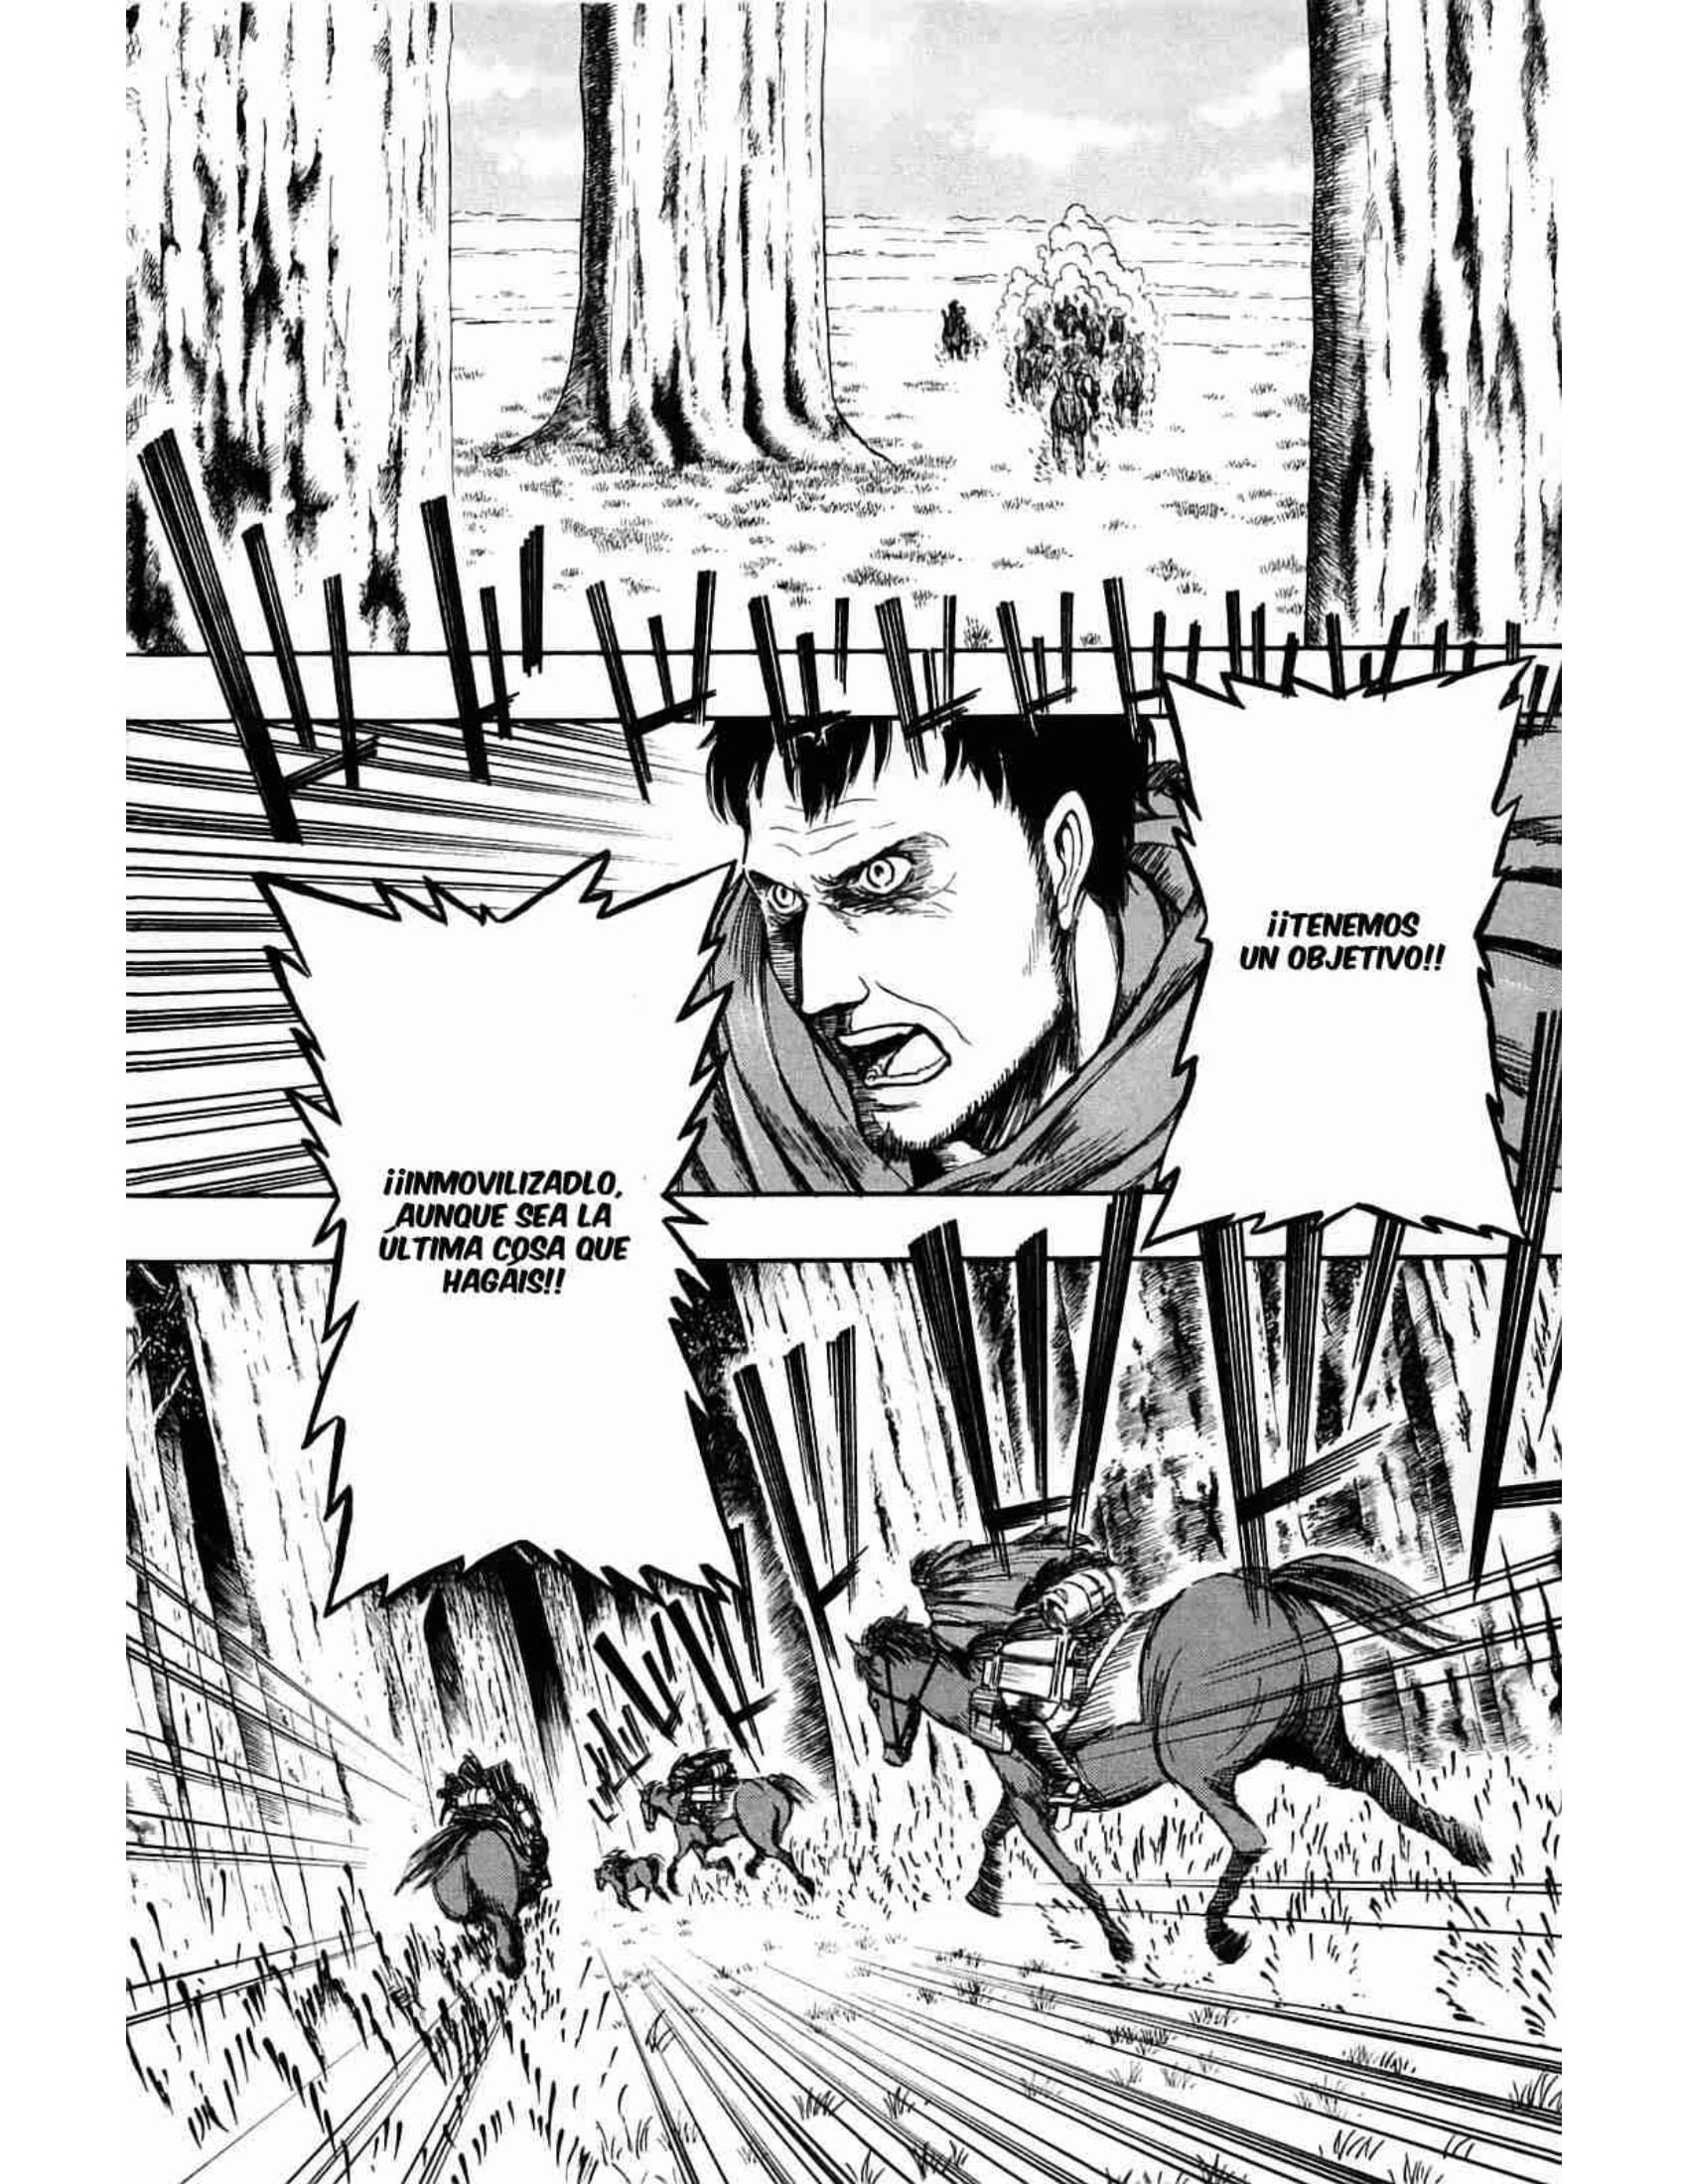 ¡¡TENEMOS
UN OBJETIVO!!
¡¡INMOVILIZADLO,
AUNQUE SEA LA
ÚLTIMA COSA QUE
HAGÁIS!!